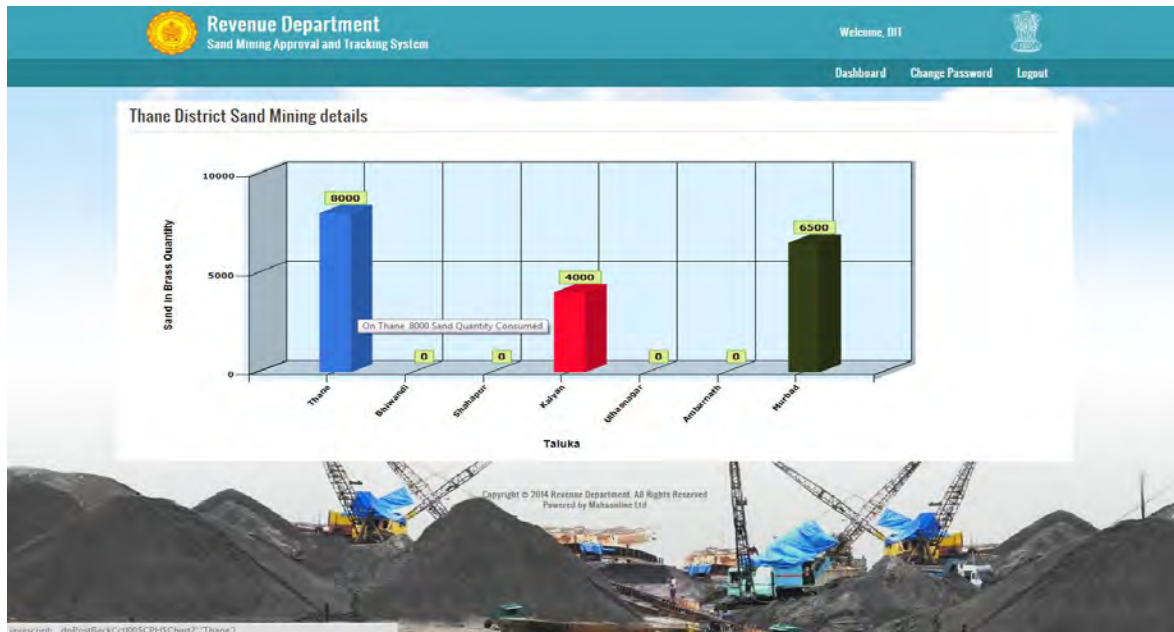 Revenue Department
Sand Mining Approval and Tracking System
Welcome, DIT
Dashboard Change Password Logout
Thane District Sand Mining details
Sand In Brass Quantity
10000
5000
0
8000
0
0
4000
0
0
6500
On Thane 8000 Sand Quantity Consumed
Thane
Bhiwandi
Shahapur
Kalyan
Ulhasnagar
Ambarnath
Murbad
Taluka
Copyright © 2014 Revenue Department. All Rights Reserved
Powered by Mahaonline Ltd